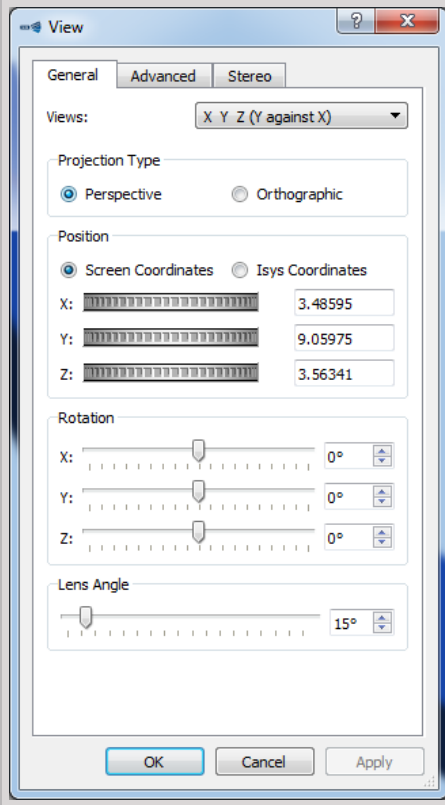 View
General Advanced Stereo
Views: X Y Z (Y against X)
Projection Type
Perspective Orthographic
Position
Screen Coordinates Isys Coordinates
X: 3.48595
Y: 9.05975
Z: 3.56341
Rotation
X: 0°
Y: 0°
Z: 0°
Lens Angle
15°
OK Cancel Apply